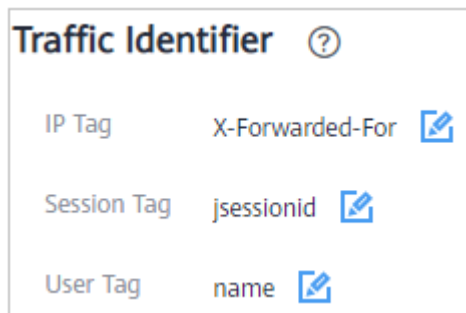 Traffic Identifier ?
IP Tag X-Forwarded-For
Session Tag jsessionid
User Tag name